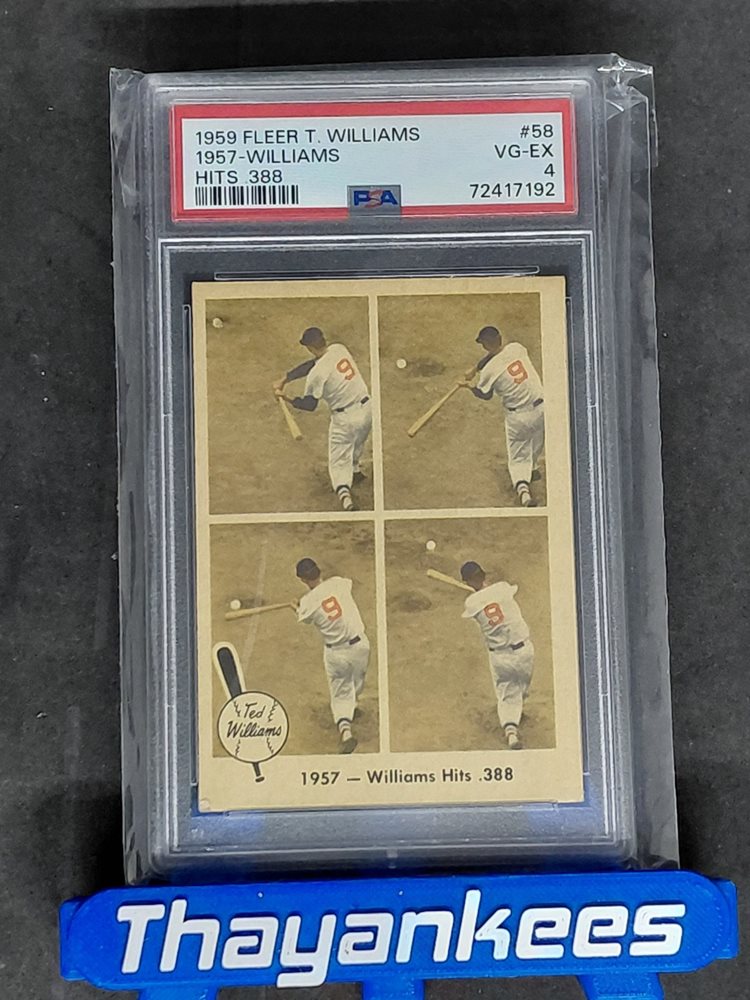 1959 FLEER T. WILLIAMS #58
1957-WILLIAMS VG-EX
HITS .388 4
PSA 72417192
9 9
9 9
Ted
Williams
1957 — Williams Hits .388
Thayankees